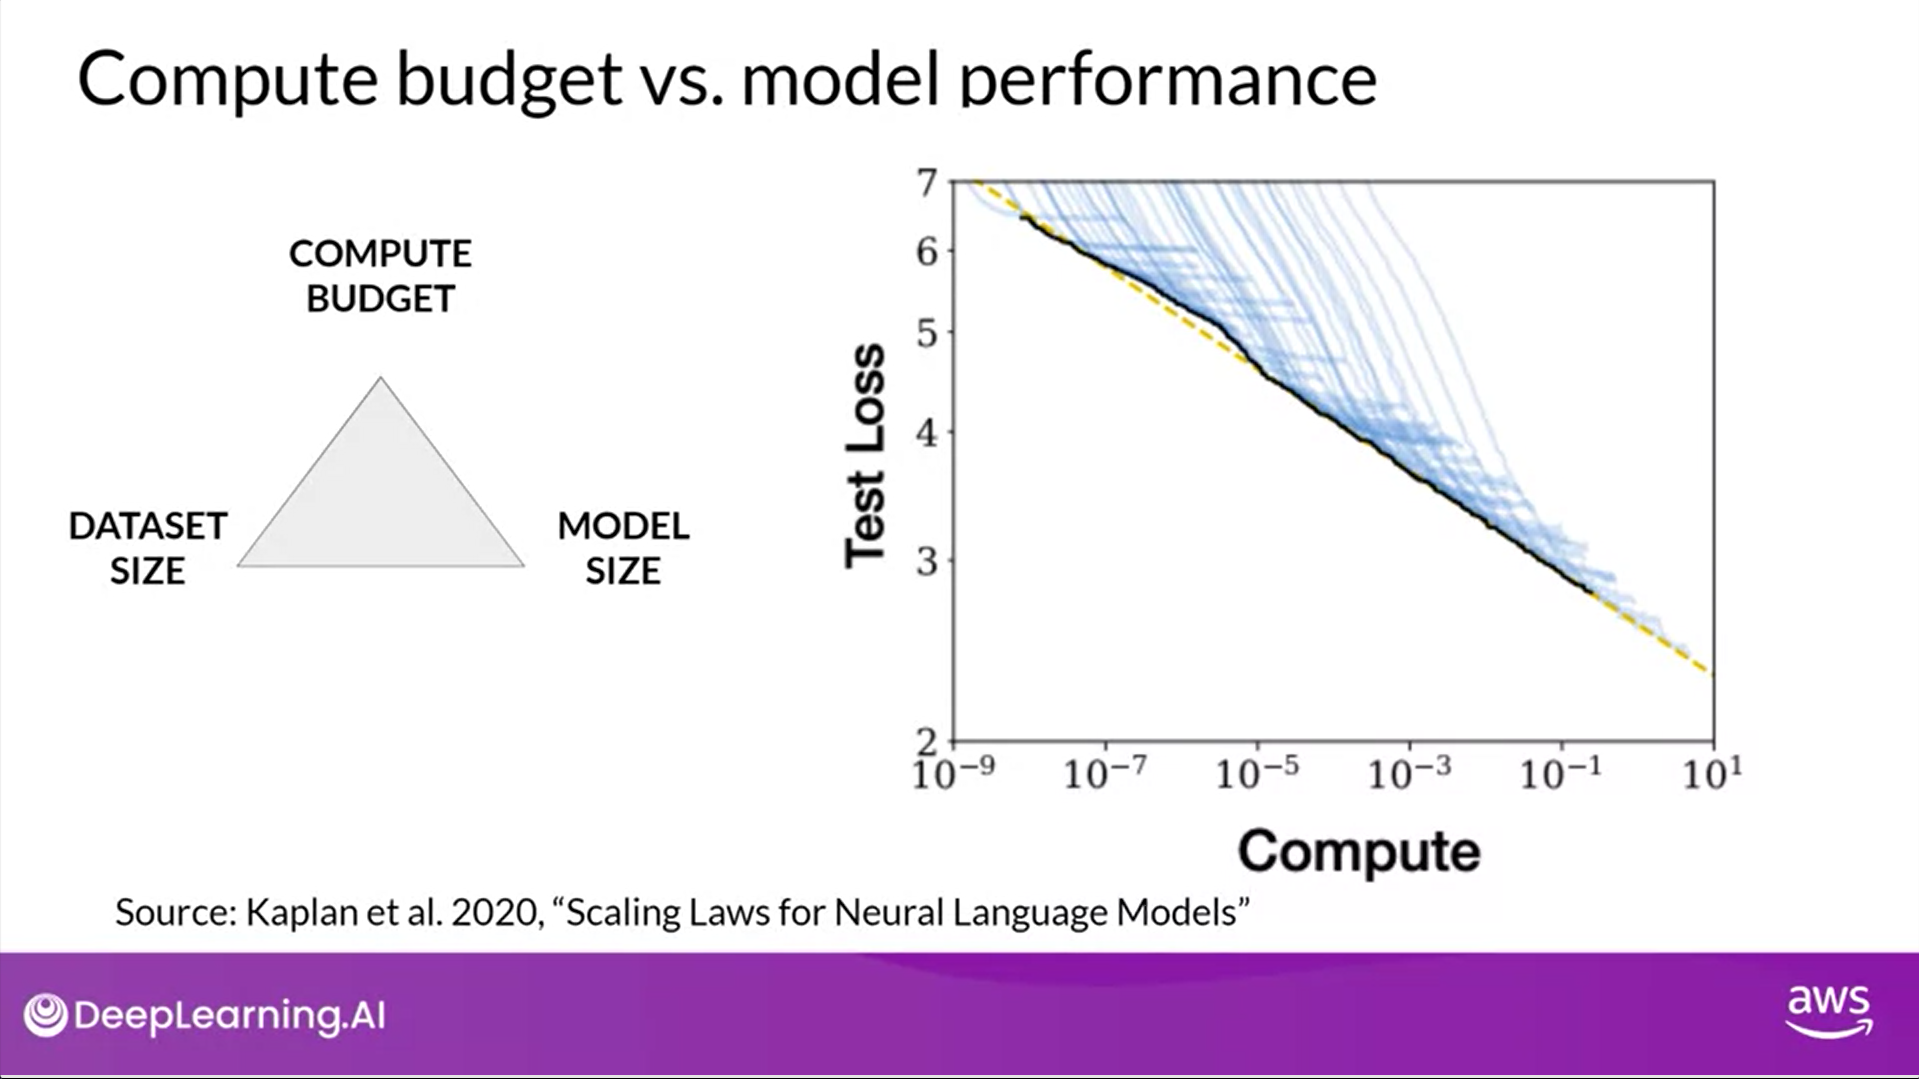 Compute budget vs. model performance
COMPUTE
BUDGET
DATASET
SIZE
MODEL
SIZE
Test Loss
7
6
5
4
3
2
10⁻⁹ 10⁻⁷ 10⁻⁵ 10⁻³ 10⁻¹ 10¹
Compute
Source: Kaplan et al. 2020, “Scaling Laws for Neural Language Models”
DeepLearning.AI
aws